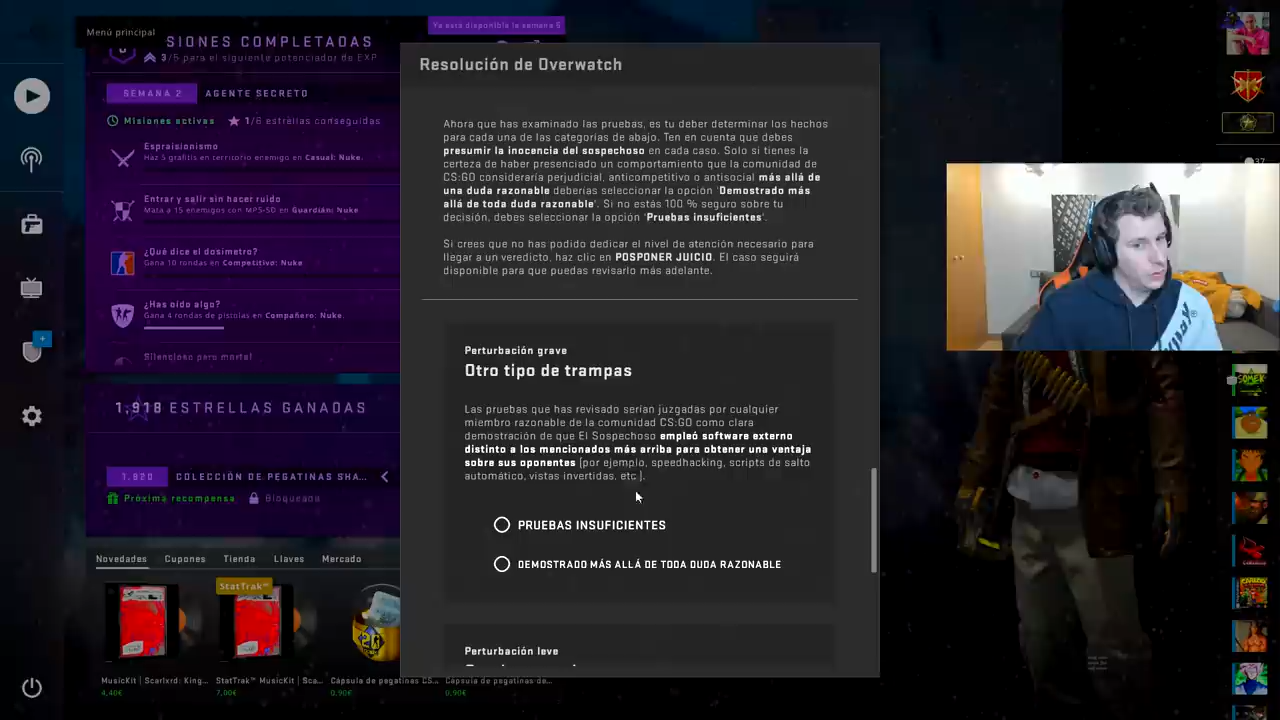 Menú principal
Ya está disponible la semana 6
SIONES COMPLETADAS
3/5 para el siguiente potenciador de EXP
SEMANA 2 AGENTE SECRETO
Misiones activas 1/6 estrellas conseguidas
Espraisionismo
Haz 5 grafitis en territorio enemigo en Casual: Nuke.
Entrar y salir sin hacer ruido
Mata a 15 enemigos con MP5-SD en Guardián: Nuke
¿Qué dice el dosímetro?
Gana 10 rondas en Competitivo: Nuke
¿Has oído algo?
Gana 4 rondas de pistolas en Compañero: Nuke.
Silencioso pero mortal
1,918 ESTRELLAS GANADAS
1.920 COLECCIÓN DE PEGATINAS SHA...
Próxima recompensa Bloqueada
Novedades Cupones Tienda Llaves Mercado
StatTrak™
MusicKit | Scarlxrd: King... StatTrak™ MusicKit | Sca... Cápsula de pegatinas CS... Cápsula de pegatinas de...
4,40€ 7,00€ 0,90€ 0,90€
Resolución de Overwatch
Ahora que has examinado las pruebas, es tu deber determinar los hechos
para cada una de las categorías de abajo. Ten en cuenta que debes
presumir la inocencia del sospechoso en cada caso. Solo si tienes la
certeza de haber presenciado un comportamiento que la comunidad de
CS:GO consideraría perjudicial, anticompetitivo o antisocial más allá de
una duda razonable deberías seleccionar la opción 'Demostrado más
allá de toda duda razonable'. Si no estás 100 % seguro sobre tu
decisión, debes seleccionar la opción 'Pruebas insuficientes'.
Si crees que no has podido dedicar el nivel de atención necesario para
llegar a un veredicto, haz clic en POSPONER JUICIO. El caso seguirá
disponible para que puedas revisarlo más adelante.
Perturbación grave
Otro tipo de trampas
Las pruebas que has revisado serían juzgadas por cualquier
miembro razonable de la comunidad CS:GO como clara
demostración de que El Sospechoso empleó software externo
distinto a los mencionados más arriba para obtener una ventaja
sobre sus oponentes (por ejemplo, speedhacking, scripts de salto
automático, vistas invertidas, etc.).
PRUEBAS INSUFICIENTES
DEMOSTRADO MÁS ALLÁ DE TODA DUDA RAZONABLE
Perturbación leve
37